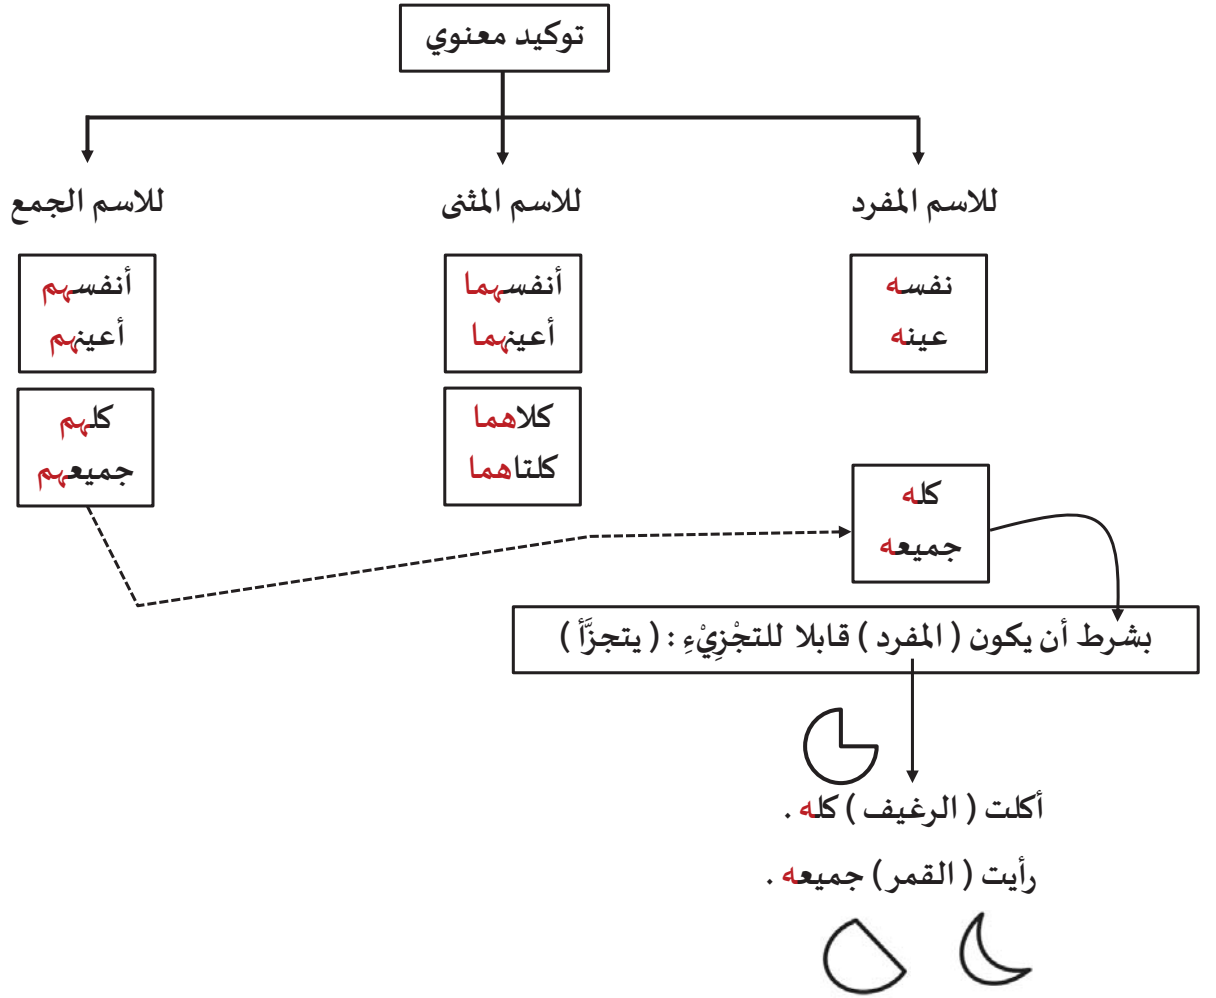 توكيد معنوي
للاسم المفرد
للاسم المثنى
للاسم الجمع
نفسه
عينه
أنفسهما
أعينهما
أنفسهم
أعينهم
كلاهما
كلتاهما
كلهم
جميعهم
كله
جميعه
بشرط أن يكون ( المفرد ) قابلا للتجْزِيْءِ : ( يتجزَّأ )
أكلت ( الرغيف ) كله .
رأيت ( القمر ) جميعه .